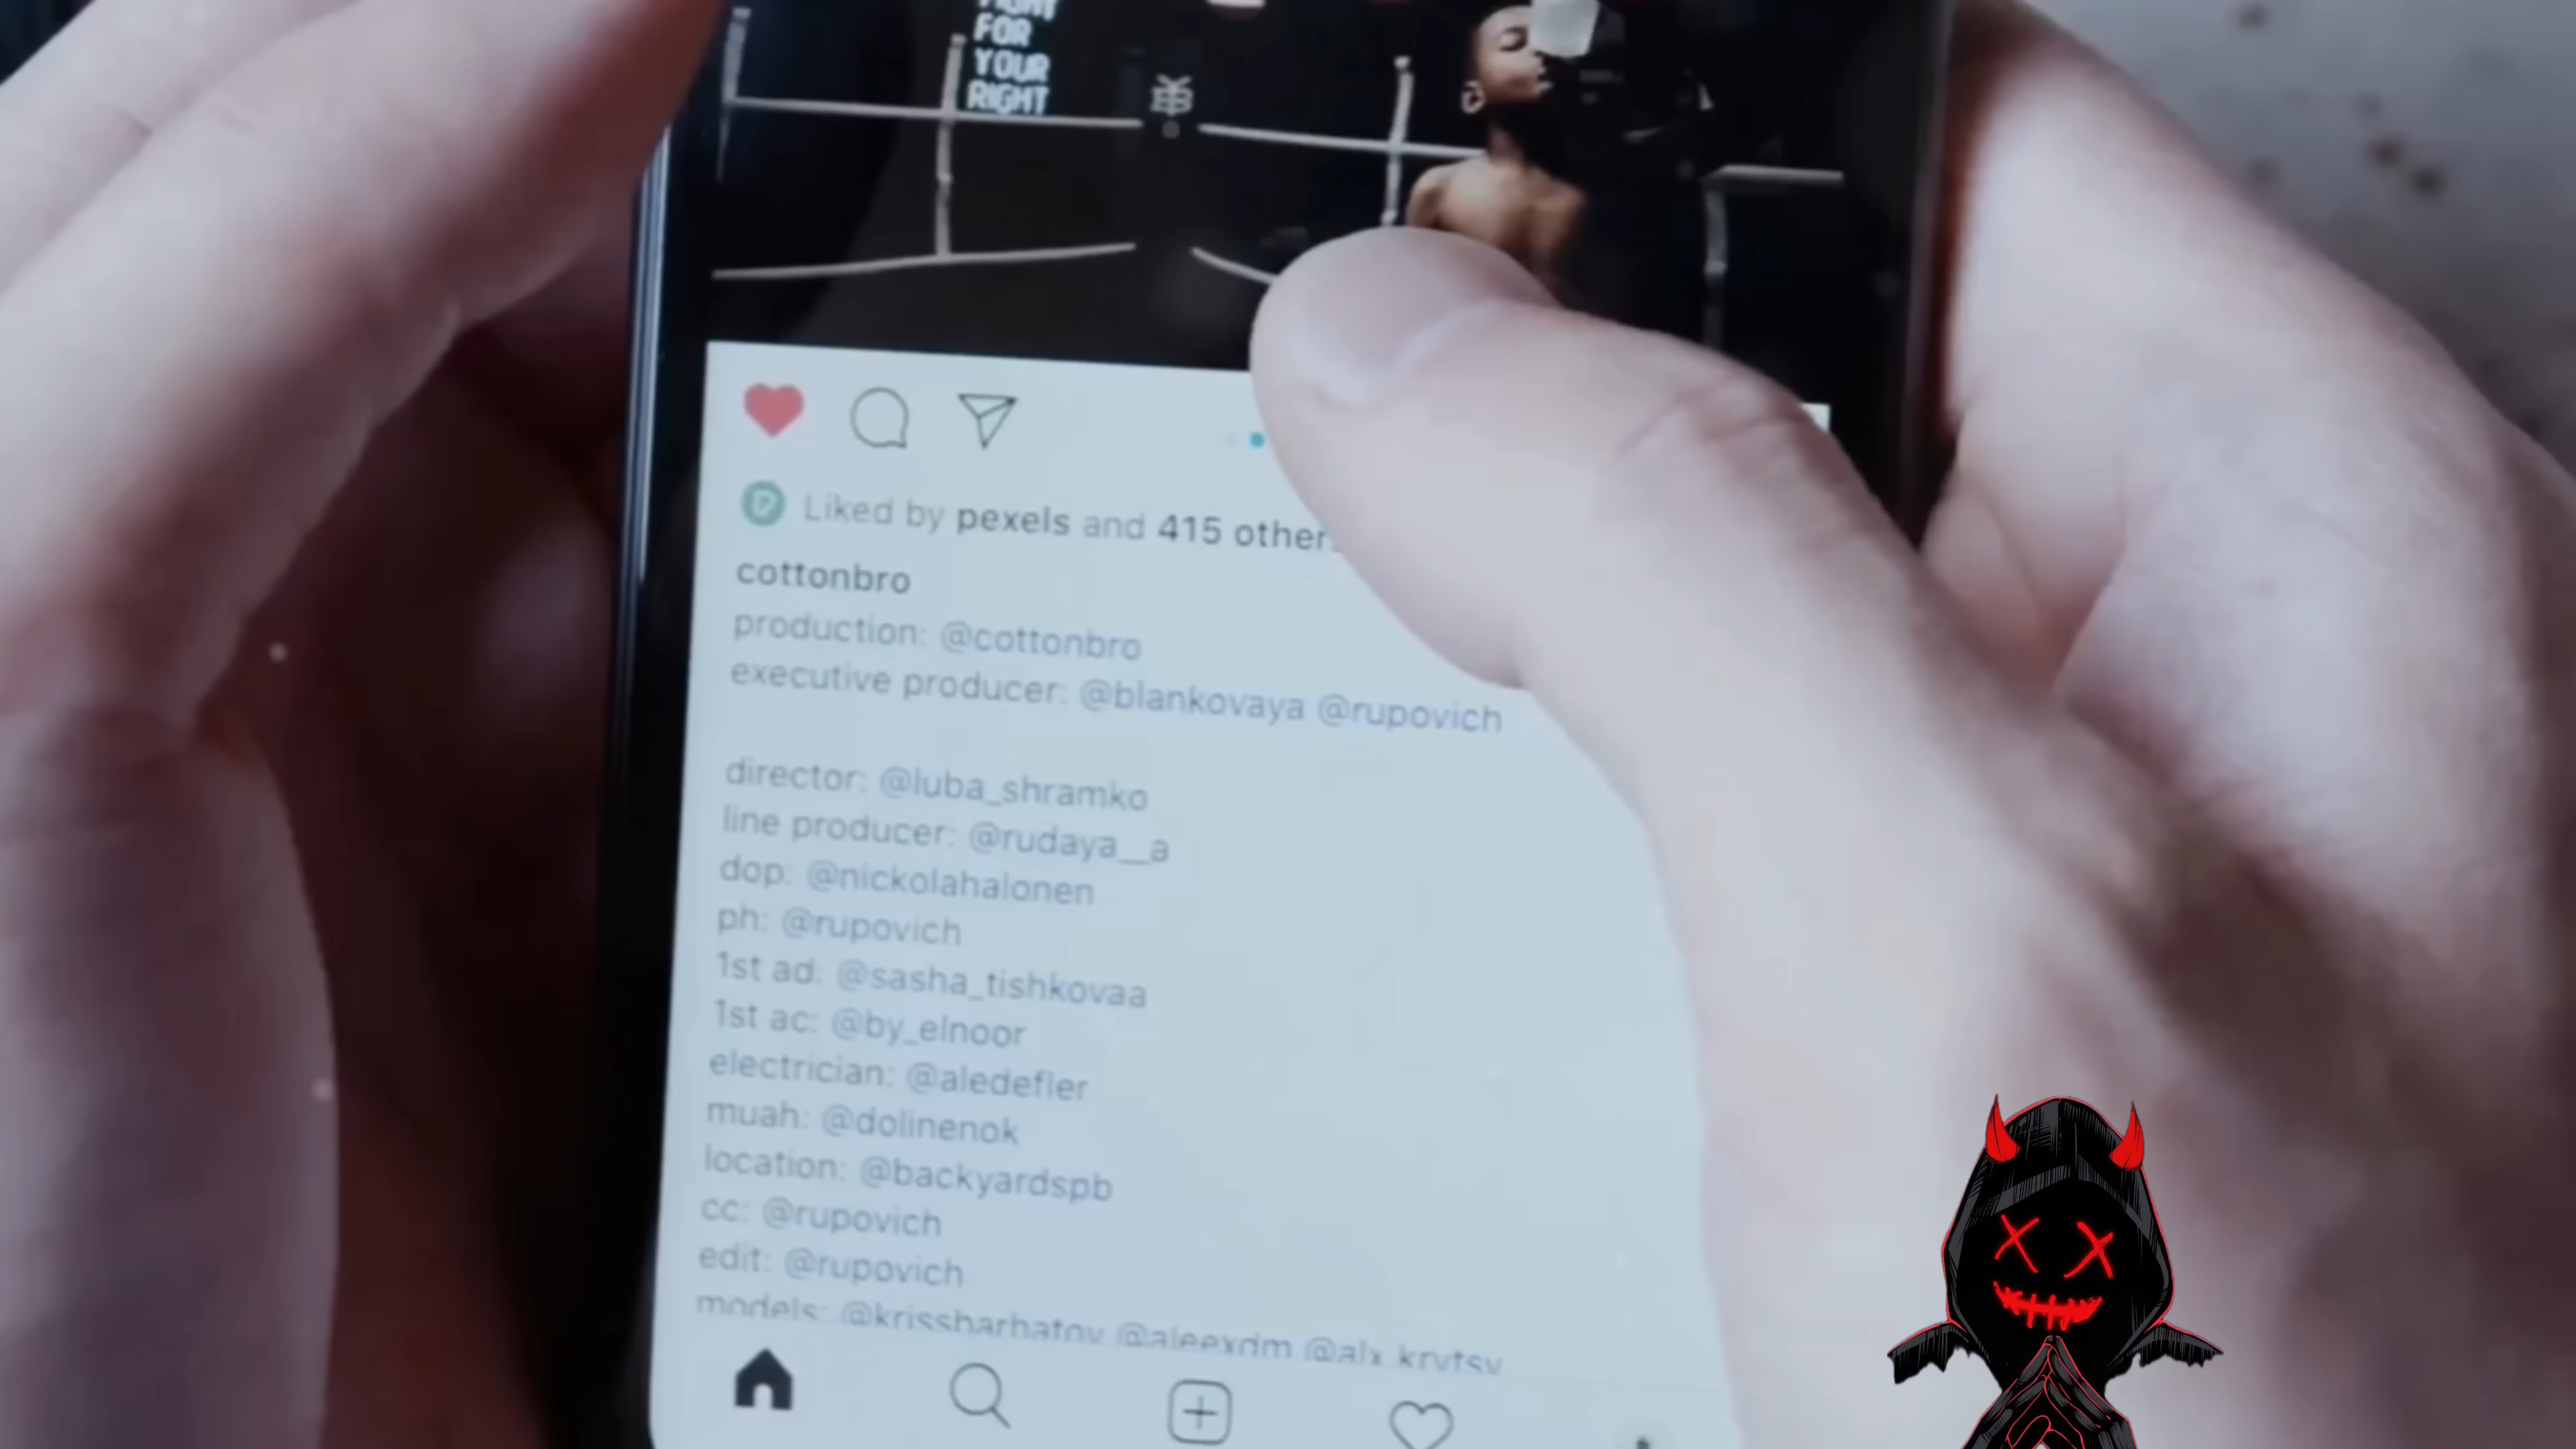 FOR
YOUR
RIGHT
Liked by pexels and 415 other
cottonbro
production: @cottonbro
executive producer: @blankovaya @rupovich
director: @luba_shramko
line producer: @rudaya__a
dop: @nickolahalonen
ph: @rupovich
1st ad: @sasha_tishkovaa
1st ac: @by_elnoor
electrician: @aledefler
muah: @dolinenok
location: @backyardspb
cc: @rupovich
edit: @rupovich
models: @aleexdm